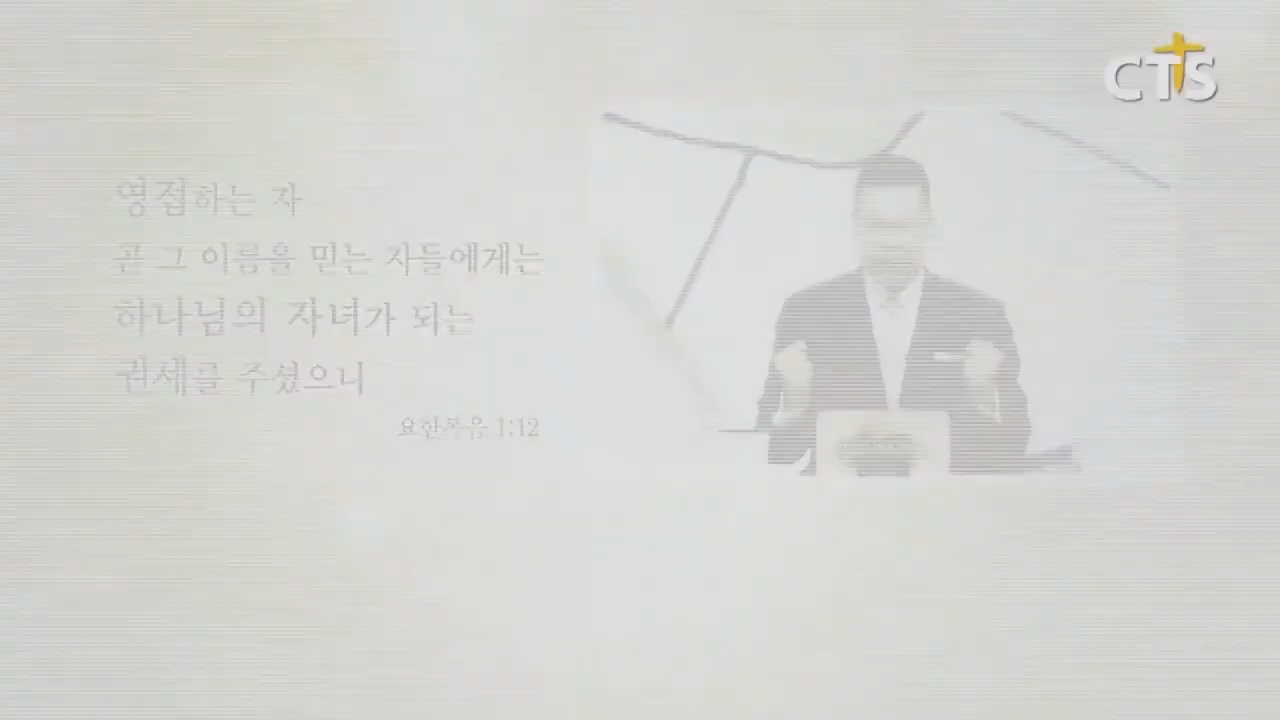 CTS
영접하는 자
곧 그 이름을 믿는 자들에게는
하나님의 자녀가 되는
권세를 주셨으니
요한복음 1:12